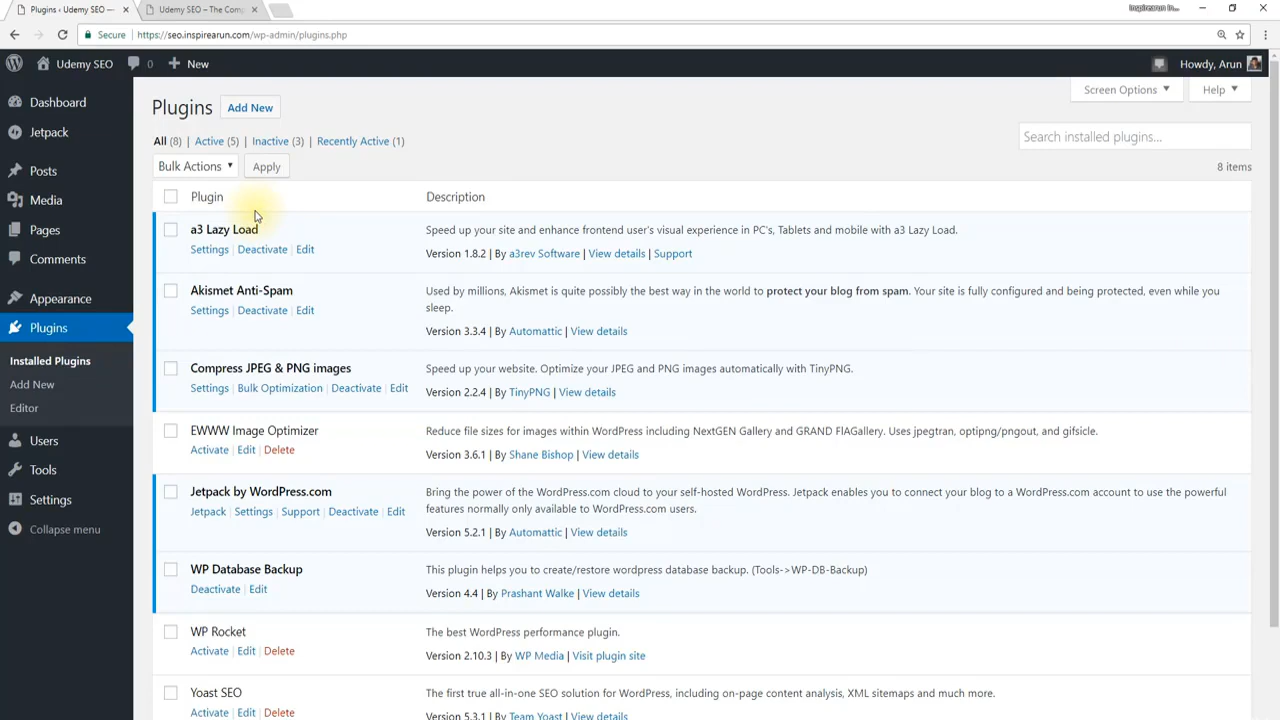 Plugins ‹ Udemy SEO —
Udemy SEO – The Comp
inspirearun in...
Secure
https://seo.inspirearun.com/wp-admin/plugins.php
Udemy SEO
0
New
Howdy, Arun
Dashboard
Jetpack
Posts
Media
Pages
Comments
Appearance
Plugins
Installed Plugins
Add New
Editor
Users
Tools
Settings
Collapse menu
Screen Options
Help
Plugins
Add New
All (8) | Active (5) | Inactive (3) | Recently Active (1)
Search installed plugins...
Bulk Actions
Apply
8 items
Plugin
Description
a3 Lazy Load
Settings | Deactivate | Edit
Speed up your site and enhance frontend user's visual experience in PC's, Tablets and mobile with a3 Lazy Load.
Version 1.8.2 | By a3rev Software | View details | Support
Akismet Anti-Spam
Settings | Deactivate | Edit
Used by millions, Akismet is quite possibly the best way in the world to protect your blog from spam. Your site is fully configured and being protected, even while you
sleep.
Version 3.3.4 | By Automattic | View details
Compress JPEG & PNG images
Settings | Bulk Optimization | Deactivate | Edit
Speed up your website. Optimize your JPEG and PNG images automatically with TinyPNG.
Version 2.2.4 | By TinyPNG | View details
EWWW Image Optimizer
Activate | Edit | Delete
Reduce file sizes for images within WordPress including NextGEN Gallery and GRAND FlAGallery. Uses jpegtran, optipng/pngout, and gifsicle.
Version 3.6.1 | By Shane Bishop | View details
Jetpack by WordPress.com
Jetpack | Settings | Support | Deactivate | Edit
Bring the power of the WordPress.com cloud to your self-hosted WordPress. Jetpack enables you to connect your blog to a WordPress.com account to use the powerful
features normally only available to WordPress.com users.
Version 5.2.1 | By Automattic | View details
WP Database Backup
Deactivate | Edit
This plugin helps you to create/restore wordpress database backup. (Tools->WP-DB-Backup)
Version 4.4 | By Prashant Walke | View details
WP Rocket
Activate | Edit | Delete
The best WordPress performance plugin.
Version 2.10.3 | By WP Media | Visit plugin site
Yoast SEO
Activate | Edit | Delete
The first true all-in-one SEO solution for WordPress, including on-page content analysis, XML sitemaps and much more.
Version 5.3.1 | By Team Yoast | View details